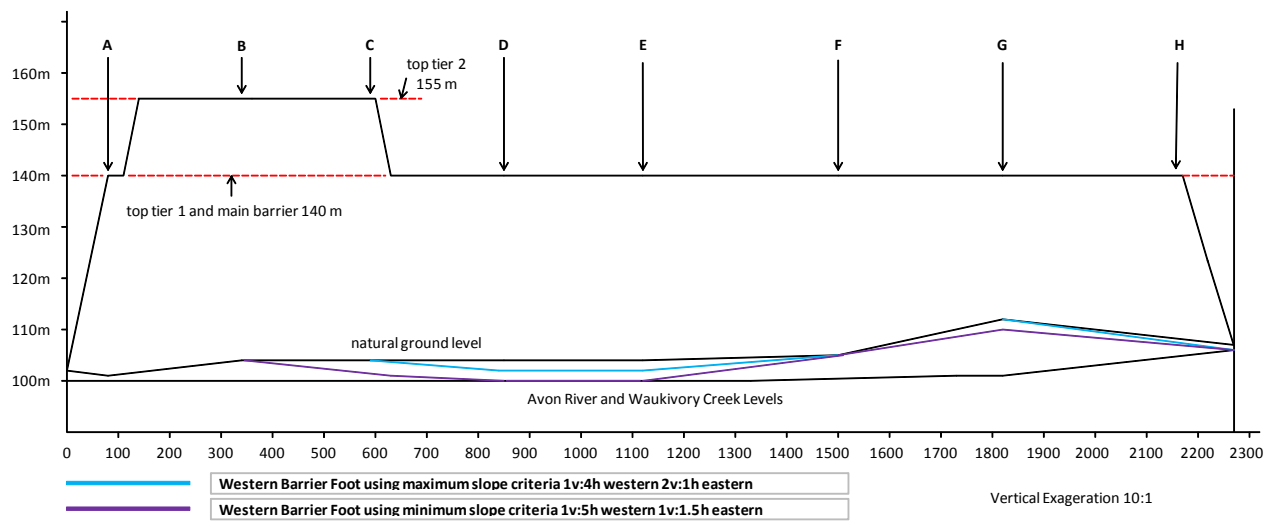 A B C D E F G H
top tier 2
155 m
160m
150m
140m
top tier 1 and main barrier 140 m
130m
120m
110m
natural ground level
100m
Avon River and Waukivory Creek Levels
0 100 200 300 400 500 600 700 800 900 1000 1100 1200 1300 1400 1500 1600 1700 1800 1900 2000 2100 2200 2300
Western Barrier Foot using maximum slope criteria 1v:4h western 2v:1h eastern
Vertical Exageration 10:1
Western Barrier Foot using minimum slope criteria 1v:5h western 1v:1.5h eastern